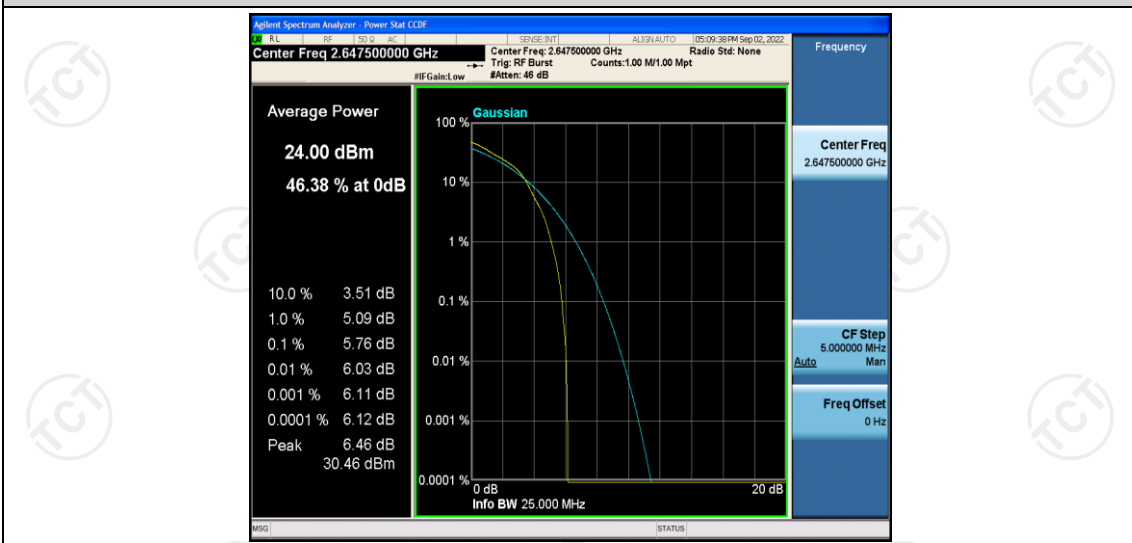 Agilent Spectrum Analyzer - Power Stat CCDF
RL RF 50 Ω AC SENSE:INT ALIGN AUTO 05:09:38 PM Sep 02, 2022
Center Freq 2.647500000 GHz
Center Freq: 2.647500000 GHz Radio Std: None
Trig: RF Burst Counts:1.00 M/1.00 Mpt
#IFGain:Low #Atten: 46 dB
Frequency
Average Power
24.00 dBm
46.38 % at 0dB
10.0 % 3.51 dB
1.0 % 5.09 dB
0.1 % 5.76 dB
0.01 % 6.03 dB
0.001 % 6.11 dB
0.0001 % 6.12 dB
Peak 6.46 dB
30.46 dBm
Gaussian
100 %
10 %
1 %
0.1 %
0.01 %
0.001 %
0.0001 %
0 dB 20 dB
Info BW 25.000 MHz
Center Freq
2.647500000 GHz
CF Step
5.000000 MHz
Auto Man
Freq Offset
0 Hz
MSG STATUS
TCT
TCT
TCT
TCT
TCT
TCT